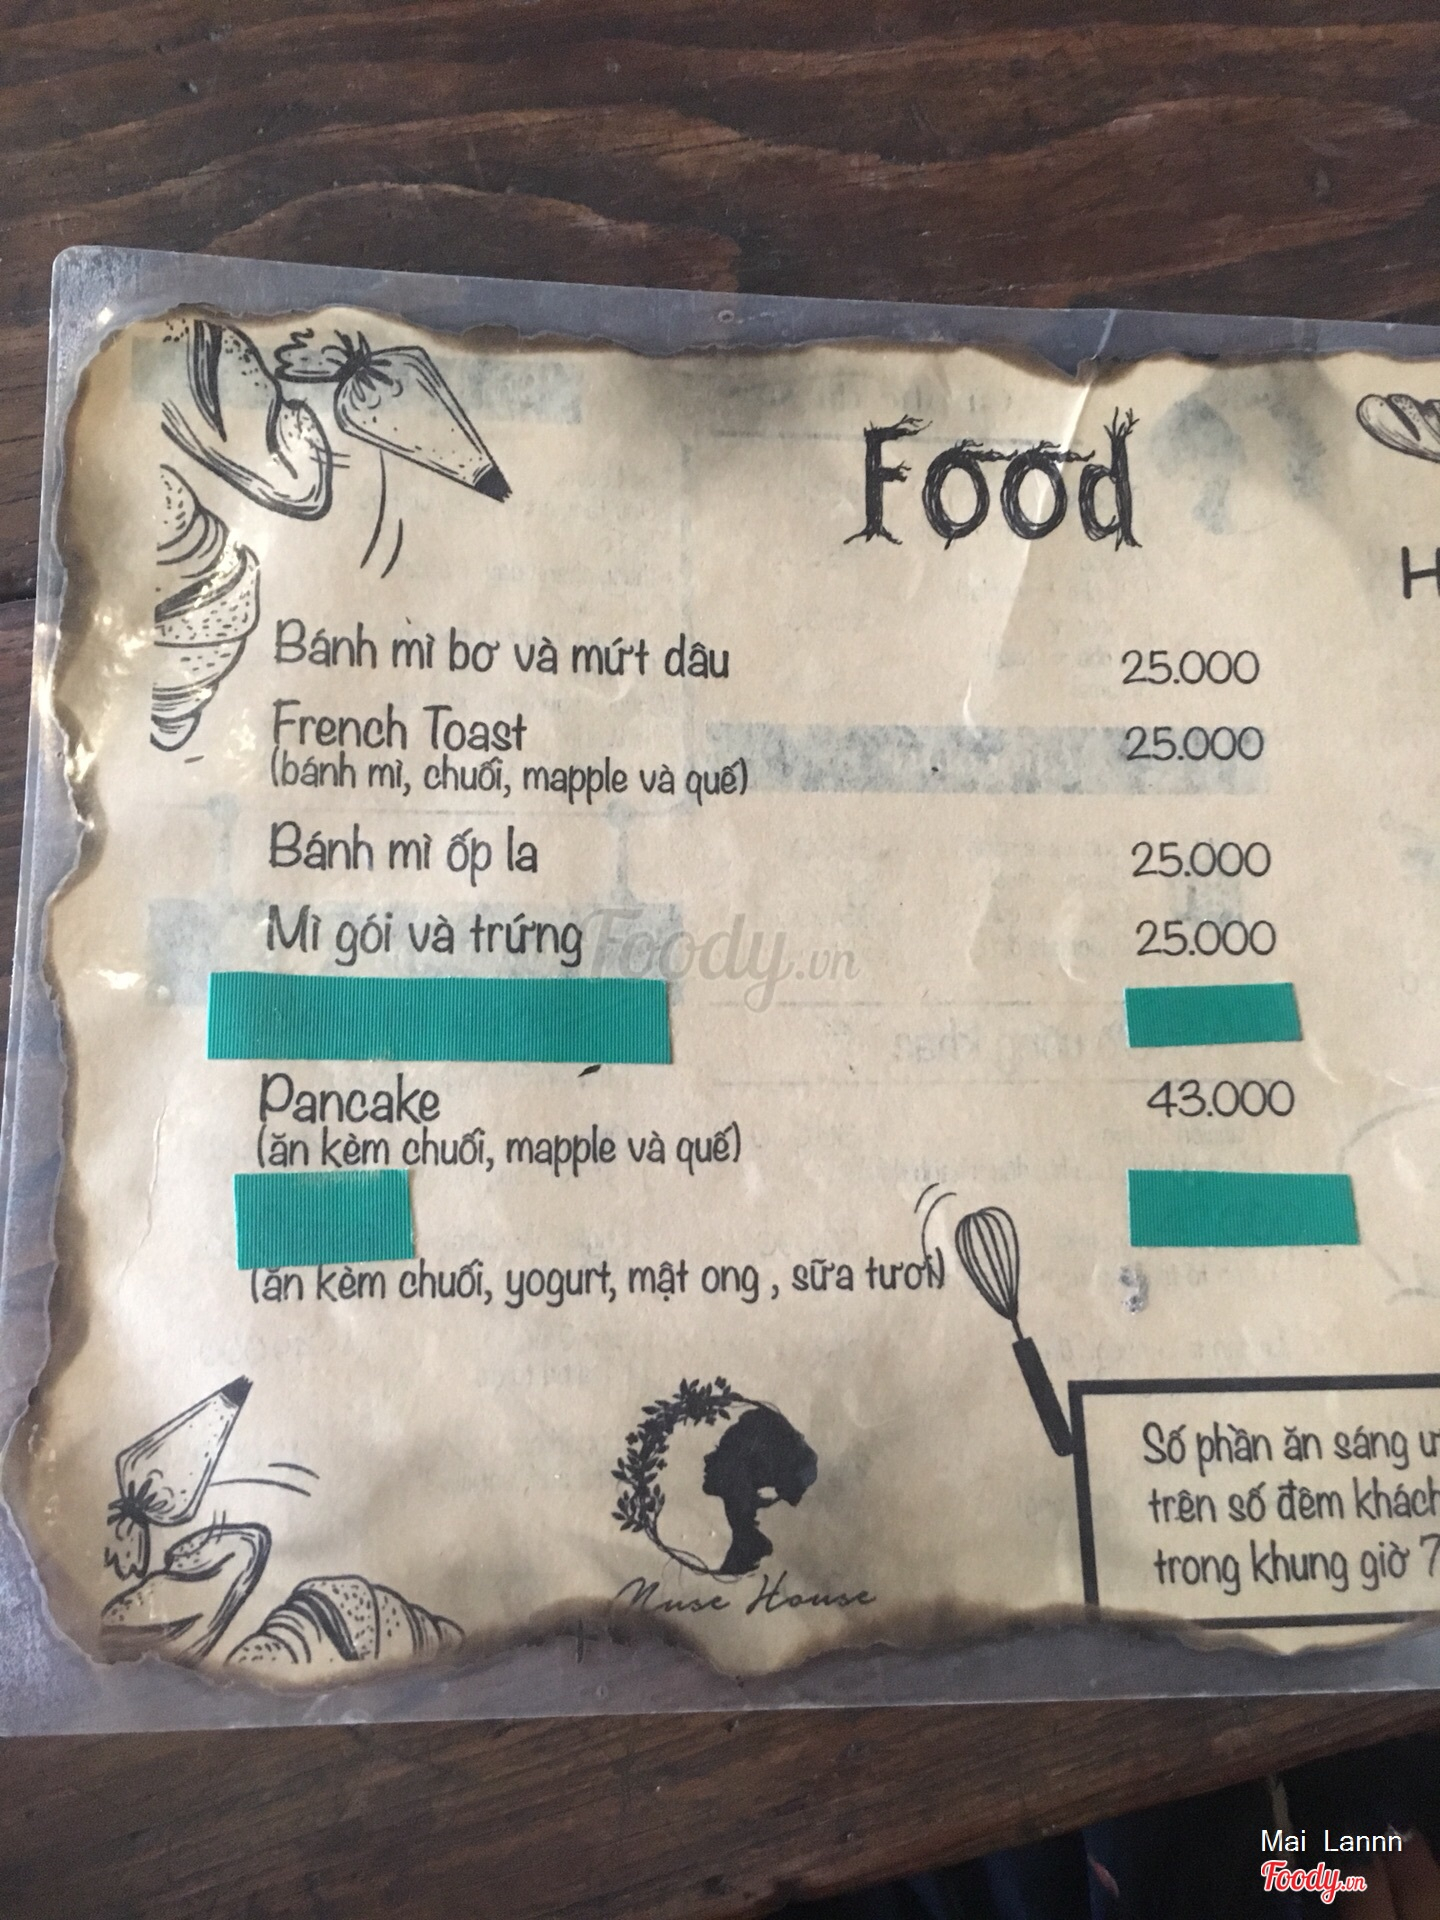 Food
H
Bánh mì bơ và mứt dâu 25.000
French Toast 25.000
(bánh mì, chuối, mapple và quế)
Bánh mì ốp la 25.000
Mì gói và trứng 25.000
Foody.vn
Pancake 43.000
(ăn kèm chuối, mapple và quế)
(ăn kèm chuối, yogurt, mật ong , sữa tươi)
Số phần ăn sáng
trên số đêm khách
trong khung giờ 7
Muse House
Mai Lannn
Foody.vn